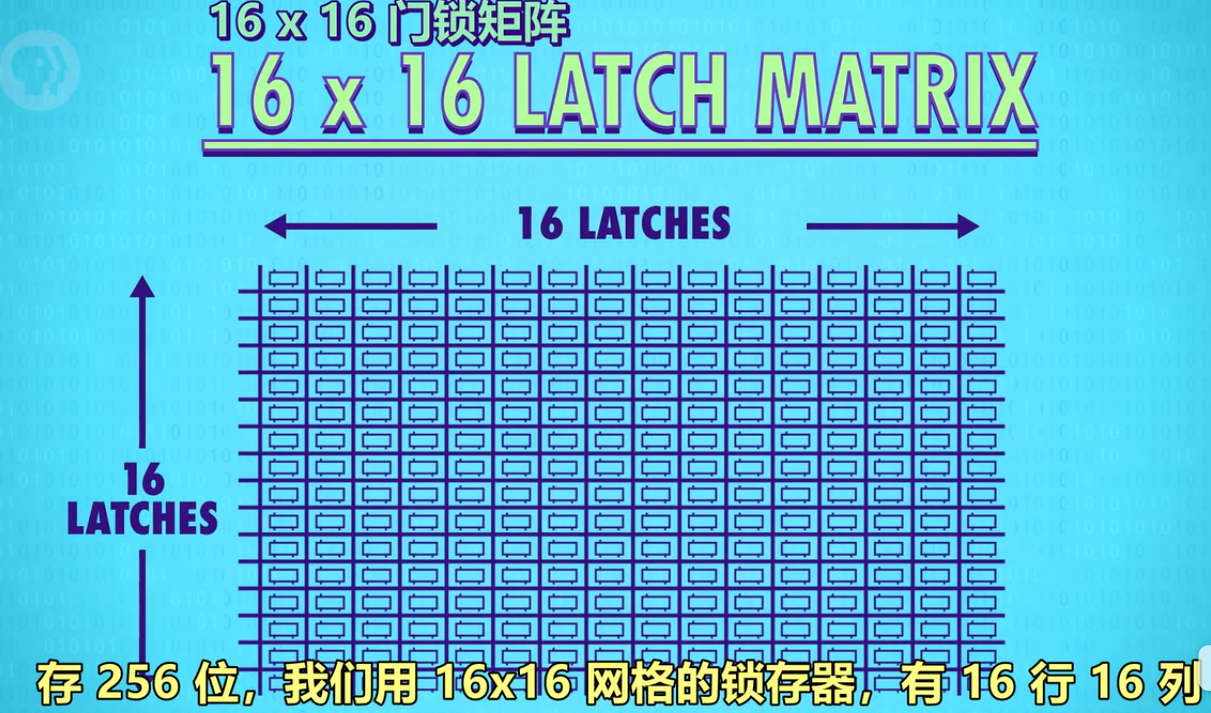 16 x 16 门锁矩阵
16 x 16 LATCH MATRIX
16 LATCHES
16
LATCHES
存 256 位，我们用 16x16 网格的锁存器，有 16 行 16 列